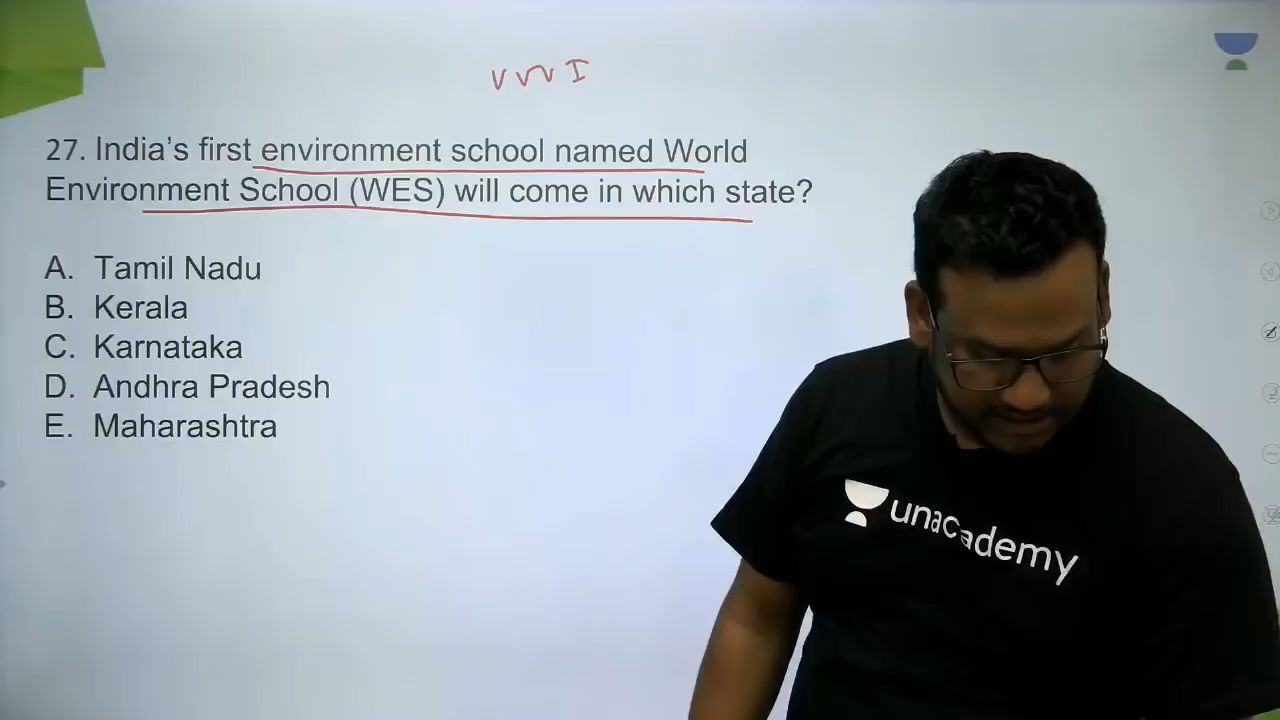 VVVI
27. India's first environment school named World
Environment School (WES) will come in which state?
A. Tamil Nadu
B. Kerala
C. Karnataka
D. Andhra Pradesh
E. Maharashtra
unacademy